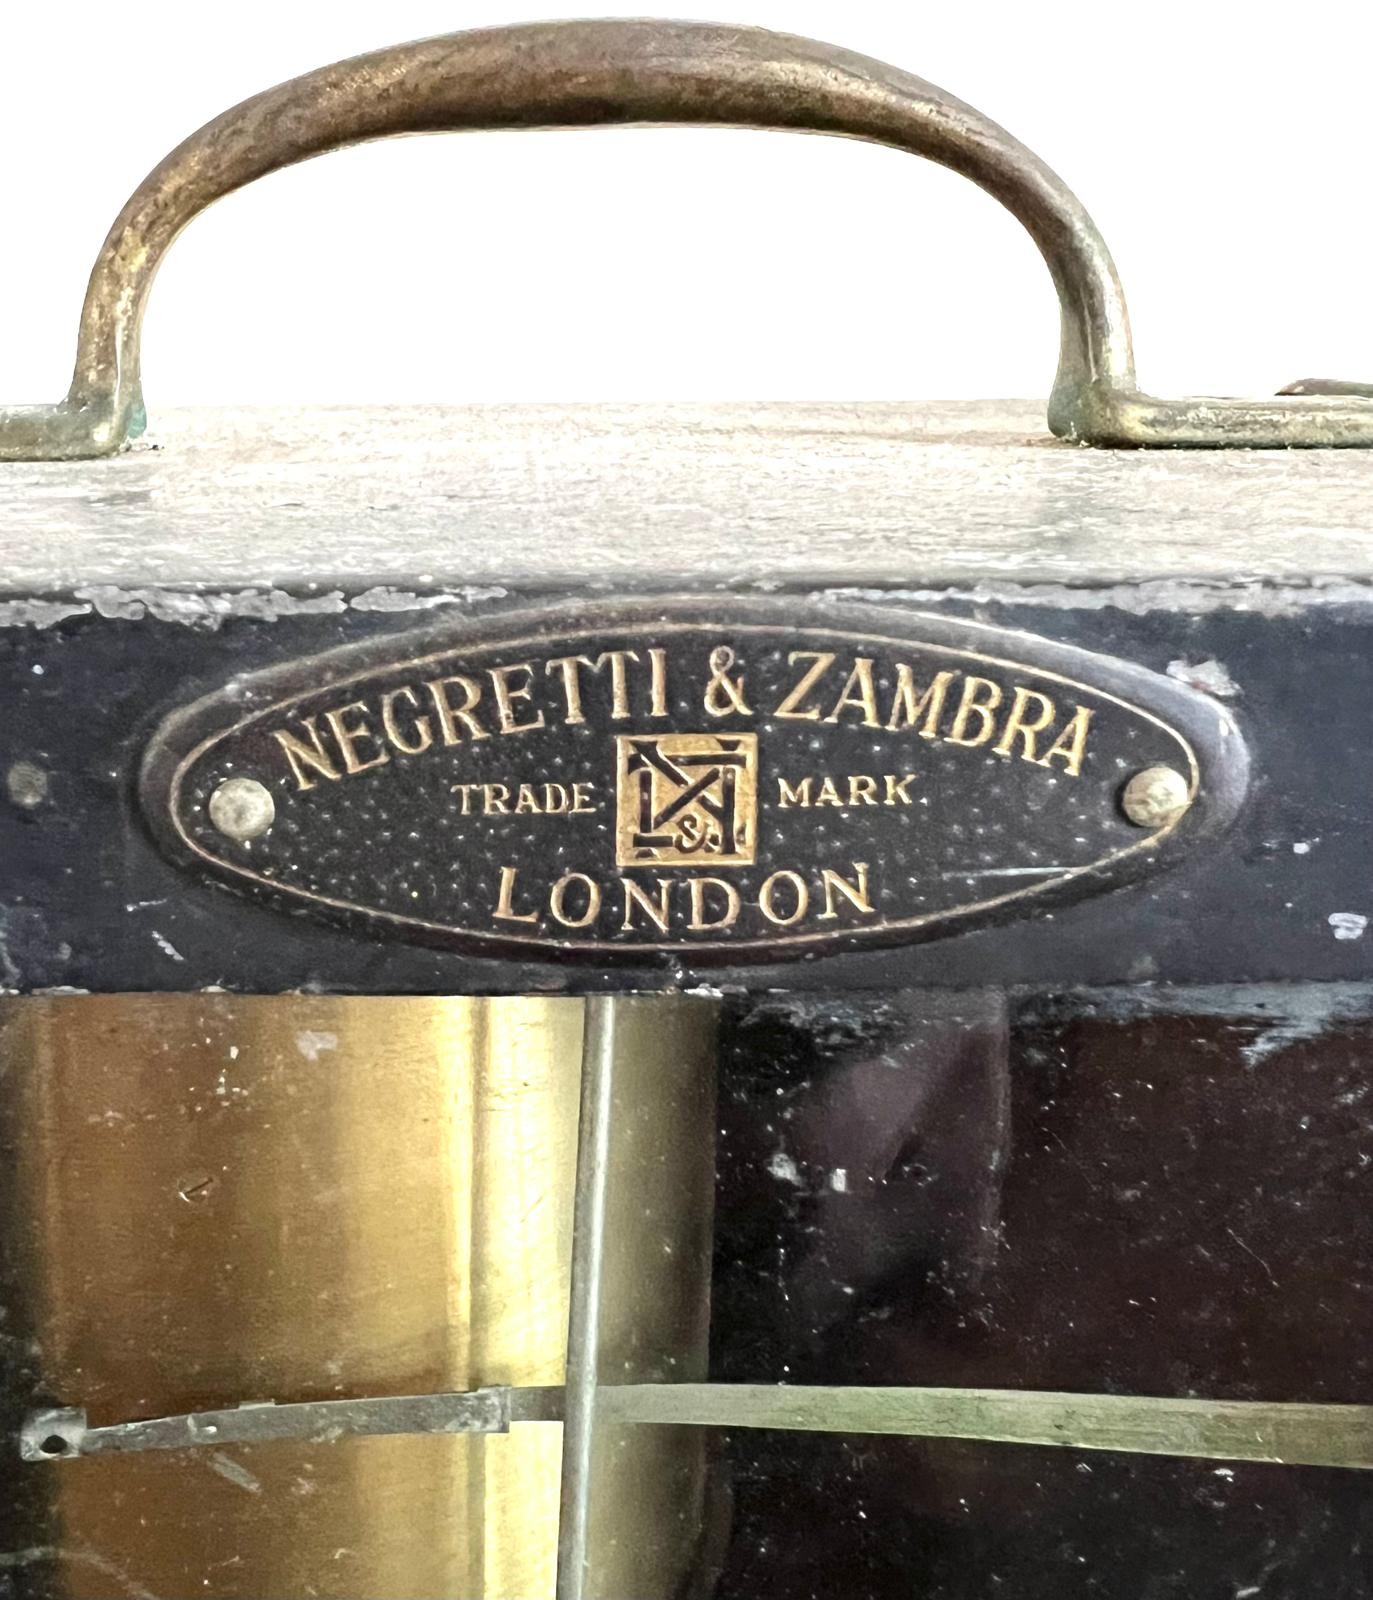 NEGRETTI & ZAMBRA
TRADE MARK
N & Z
LONDON